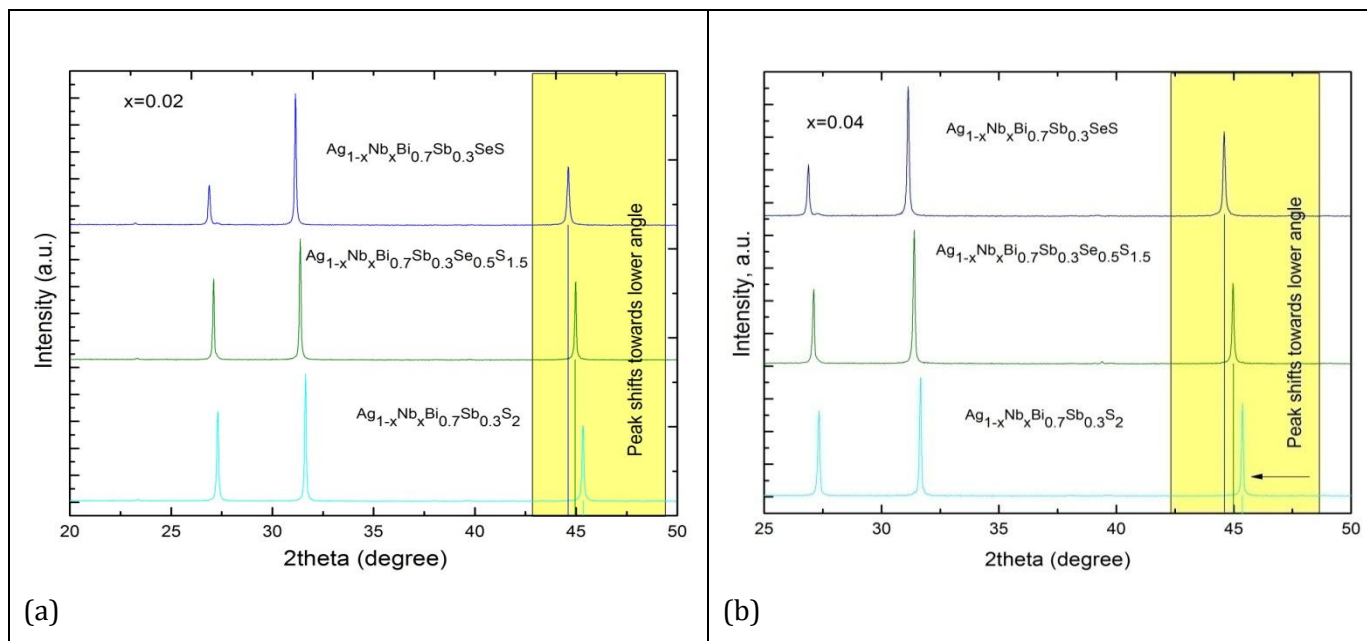 x=0.02
Ag1-xNbxBi0.7Sb0.3SeS
Ag1-xNbxBi0.7Sb0.3Se0.5S1.5
Ag1-xNbxBi0.7Sb0.3S2
Peak shifts towards lower angle
Intensity (a.u.)
20 25 30 35 40 45 50
2theta (degree)
(a)
x=0.04
Ag1-xNbxBi0.7Sb0.3SeS
Ag1-xNbxBi0.7Sb0.3Se0.5S1.5
Ag1-xNbxBi0.7Sb0.3S2
Peak shifts towards lower angle
Intensity, a.u.
25 30 35 40 45 50
2theta (degree)
(b)